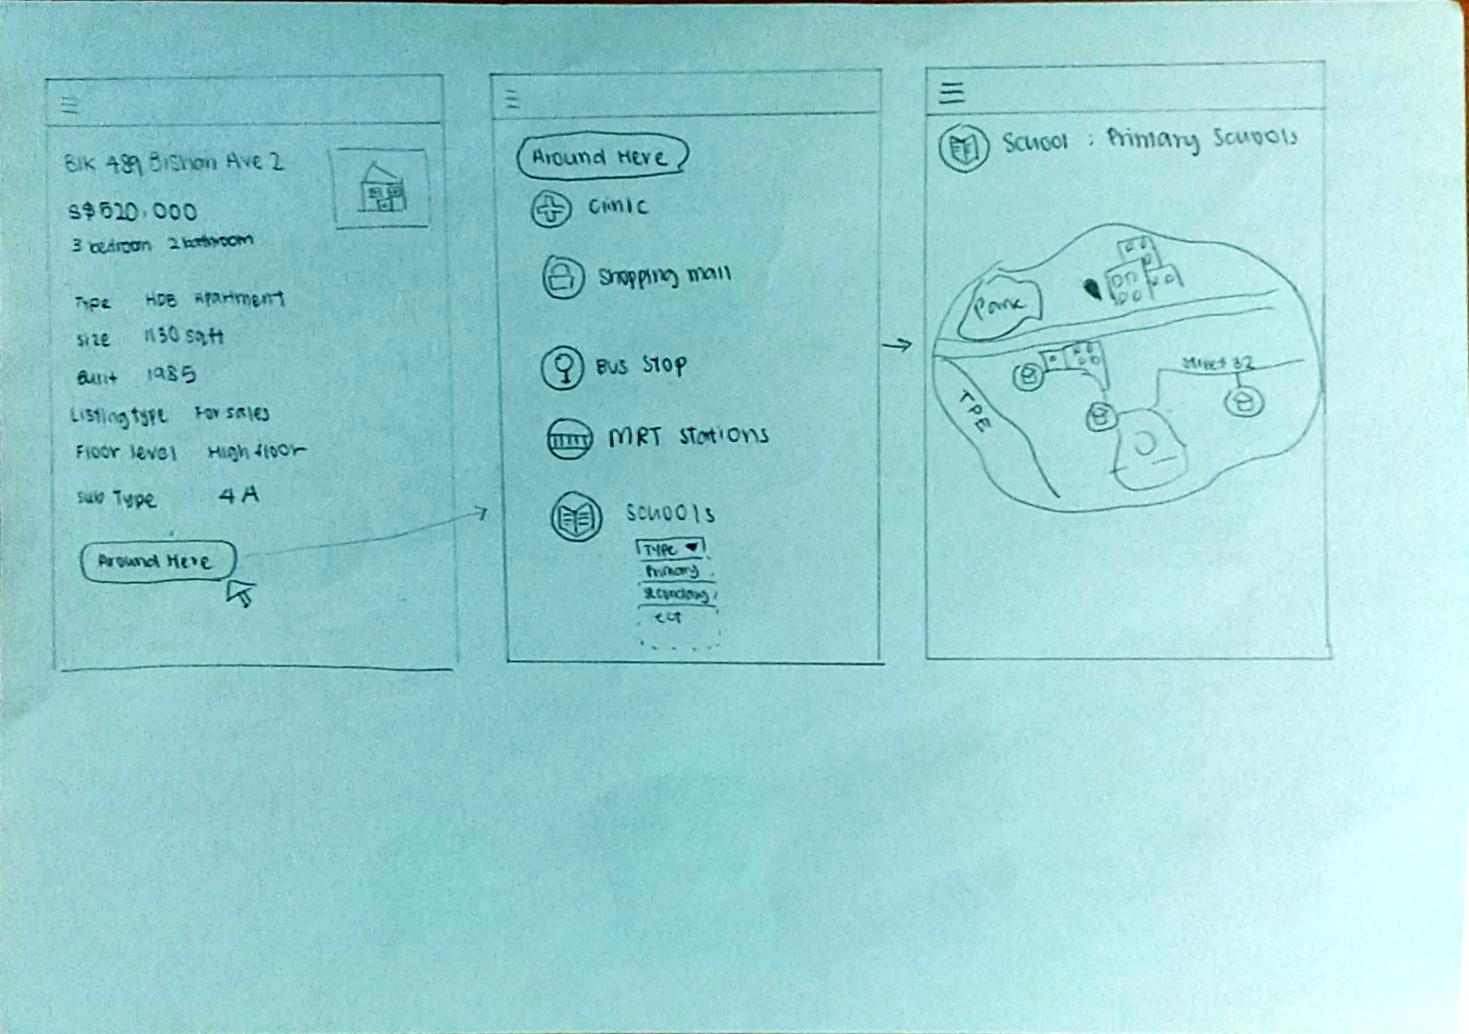 Blk 489 Bishan Ave 2
S$510,000
3 bedroom 2 bathroom
Type HDB Apartment
Size 1130 sqft
Built 1985
Listing type For sales
Floor level High floor
Sub Type 4A
Around Here
Around Here
Clinic
Shopping mall
Bus Stop
MRT Stations
Schools
Type
Primary
Secondary
ect
School : Primary Schools
Park
Street 32
TPE